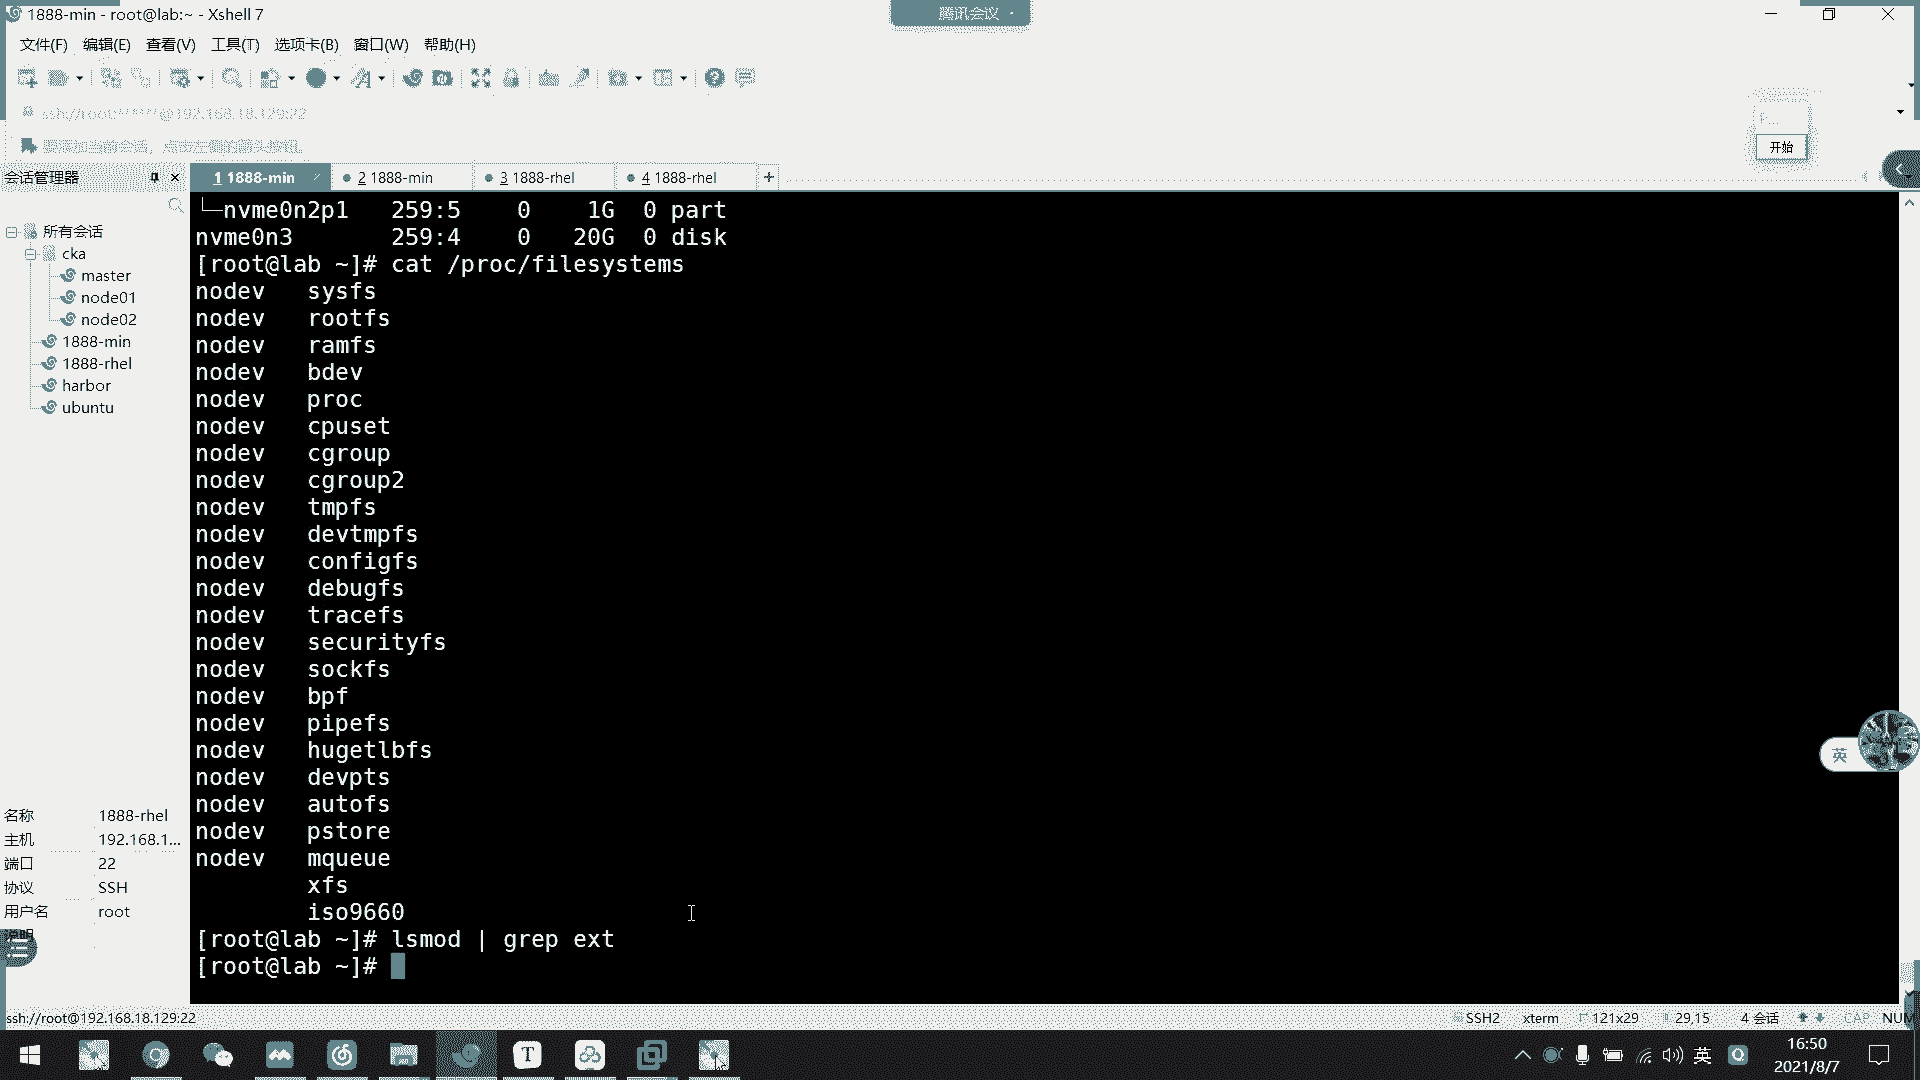 1888-min - root@lab:~ - Xshell 7
腾讯会议
文件(F) 编辑(E) 查看(V) 工具(T) 选项卡(B) 窗口(W) 帮助(H)
ssh://root:******@192.168.18.129:22
要添加当前会话，点击左侧的箭头按钮。
开始
会话管理器
1 1888-min
2 1888-min
3 1888-rhel
4 1888-rhel
所有会话
cka
master
node01
node02
1888-min
1888-rhel
harbor
ubuntu
名称 1888-rhel
主机 192.168.1...
端口 22
协议 SSH
用户名 root
说明
└─nvme0n2p1 259:5 0 1G 0 part
nvme0n3 259:4 0 20G 0 disk
[root@lab ~]# cat /proc/filesystems
nodev sysfs
nodev rootfs
nodev ramfs
nodev bdev
nodev proc
nodev cpuset
nodev cgroup
nodev cgroup2
nodev tmpfs
nodev devtmpfs
nodev configfs
nodev debugfs
nodev tracefs
nodev securityfs
nodev sockfs
nodev bpf
nodev pipefs
nodev hugetlbfs
nodev devpts
nodev autofs
nodev pstore
nodev mqueue
xfs
iso9660
[root@lab ~]# lsmod | grep ext
[root@lab ~]#
英
ssh://root@192.168.18.129:22
SSH2 xterm 121x29 29,15 4 会话 CAP NUM
英
16:50
2021/8/7